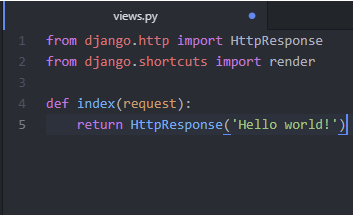 views.py
1 from django.http import HttpResponse
2 from django.shortcuts import render
3
4 def index(request):
5     return HttpResponse('Hello world!')